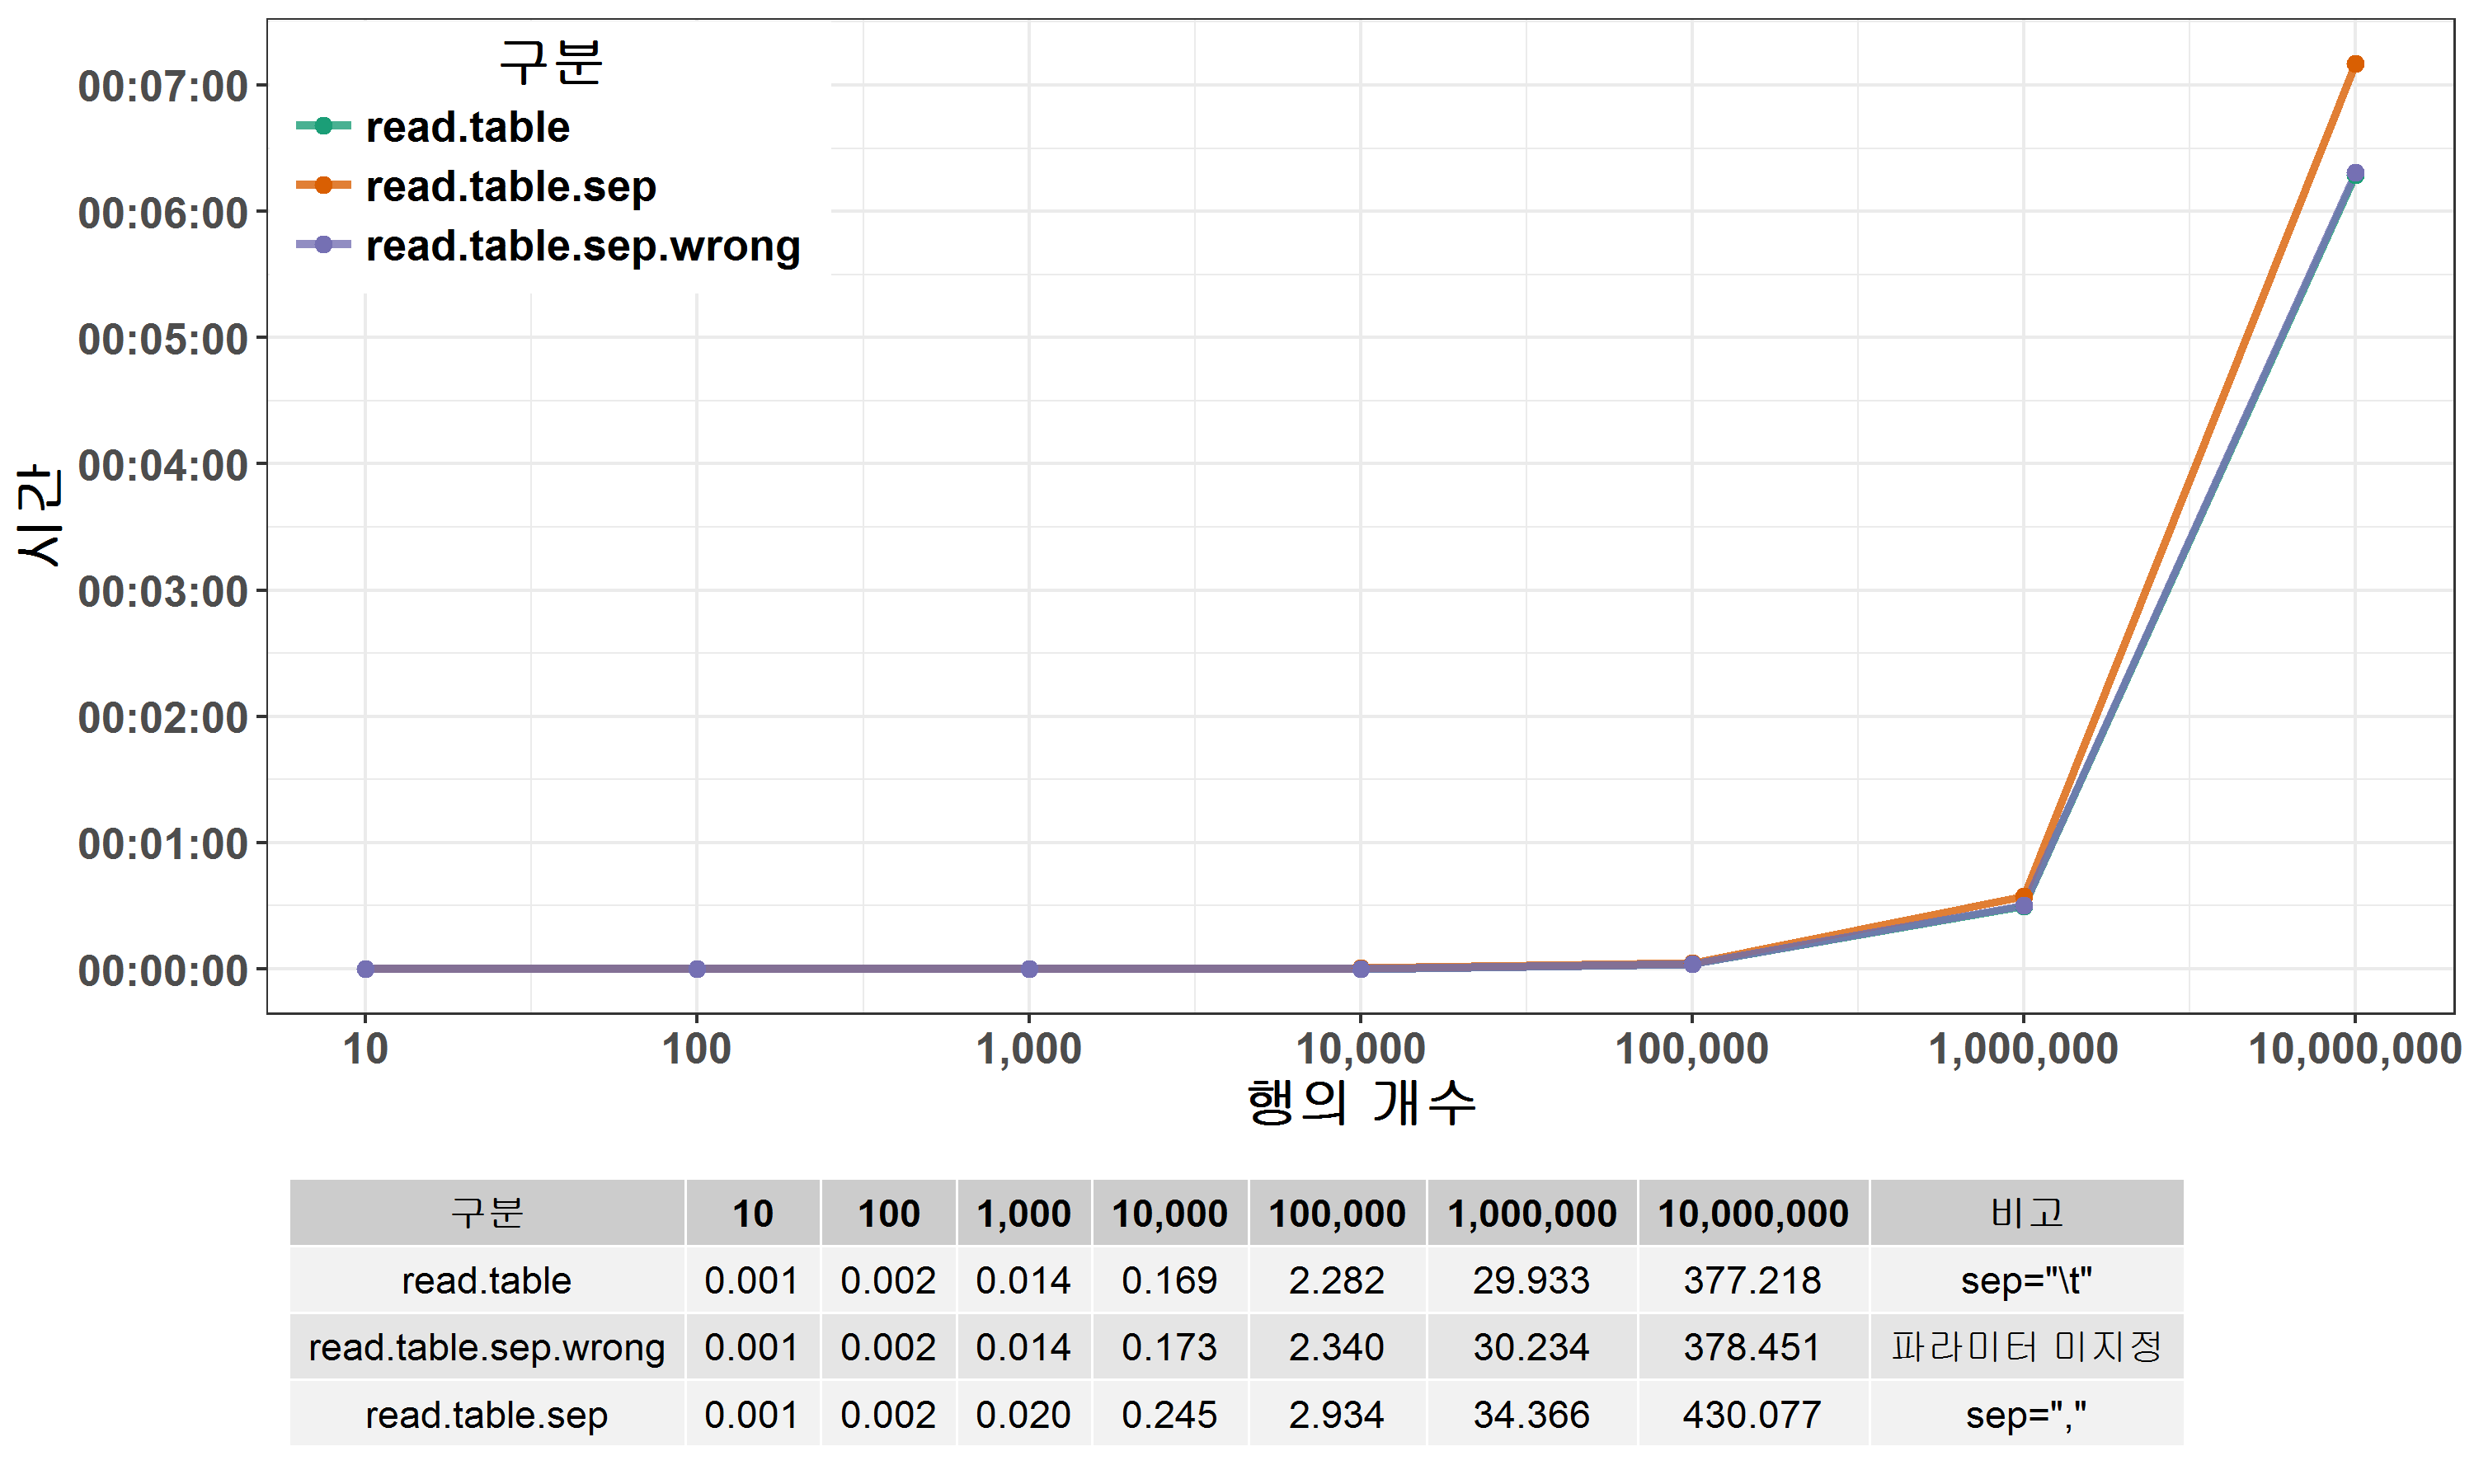 구분
read.table
read.table.sep
read.table.sep.wrong
00:07:00
00:06:00
00:05:00
00:04:00
00:03:00
00:02:00
00:01:00
00:00:00
시간
10 100 1,000 10,000 100,000 1,000,000 10,000,000
행의 개수
구분 10 100 1,000 10,000 100,000 1,000,000 10,000,000 비고
read.table 0.001 0.002 0.014 0.169 2.282 29.933 377.218 sep="\t"
read.table.sep.wrong 0.001 0.002 0.014 0.173 2.340 30.234 378.451 파라미터 미지정
read.table.sep 0.001 0.002 0.020 0.245 2.934 34.366 430.077 sep=","